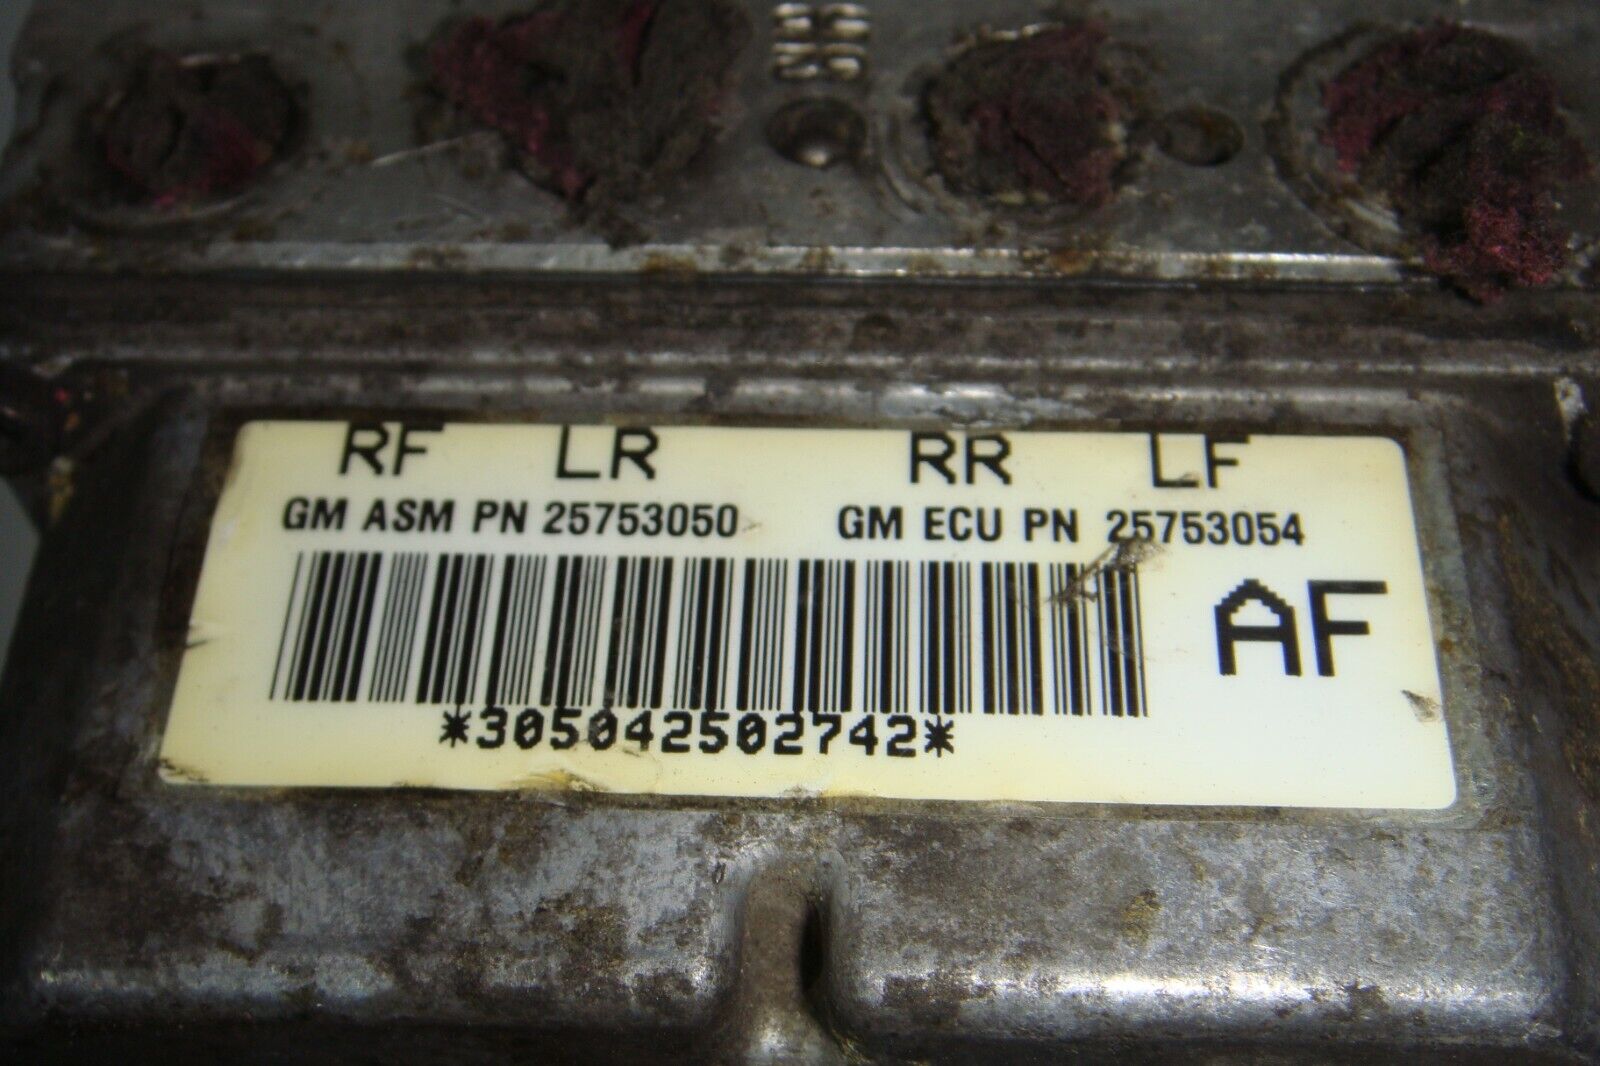 RF LR RR LF
GM ASM PN 25753050 GM ECU PN 25753054
AF
*305042502742*